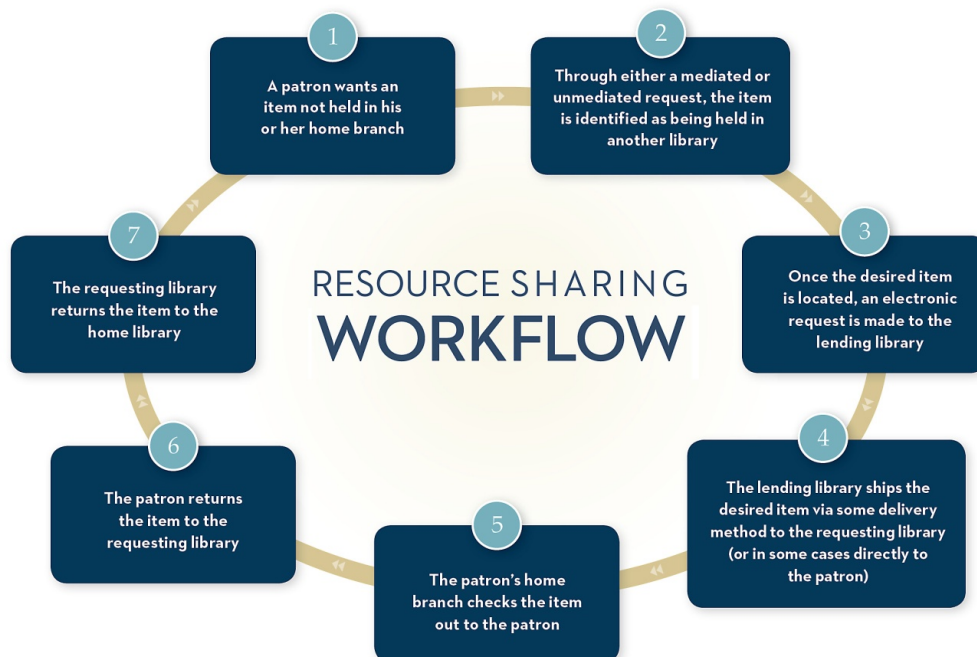 1
A patron wants an
item not held in his
or her home branch
2
Through either a mediated or
unmediated request, the item
is identified as being held in
another library
3
Once the desired item
is located, an electronic
request is made to the
lending library
4
The lending library ships the
desired item via some delivery
method to the requesting library
(or in some cases directly to
the patron)
5
The patron's home
branch checks the item
out to the patron
6
The patron returns
the item to the
requesting library
7
The requesting library
returns the item to the
home library
RESOURCE SHARING
WORKFLOW